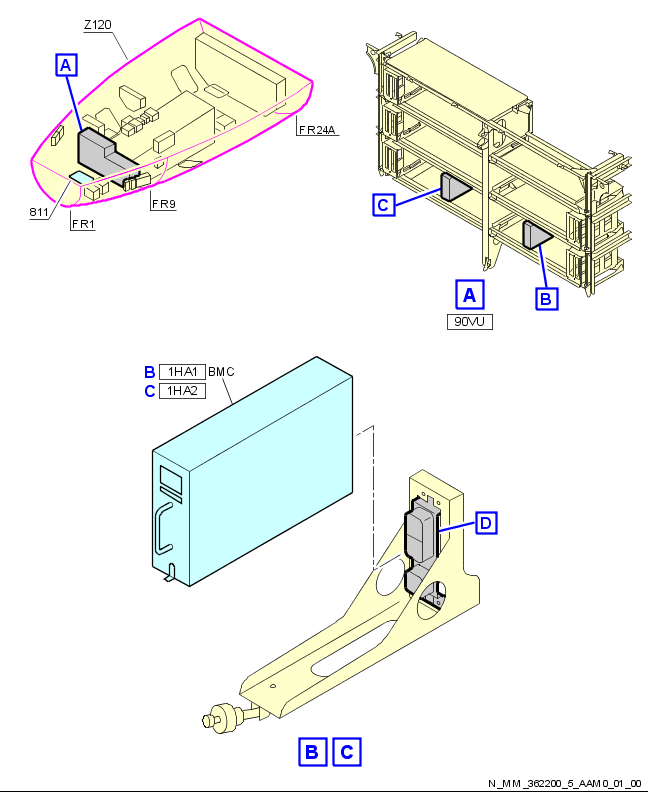 Z120
A
FR24A
FR9
811
FR1
C
B
A
90VU
B 1HA1 BMC
C 1HA2
D
B C
N_MM_362200_5_AAM0_01_00